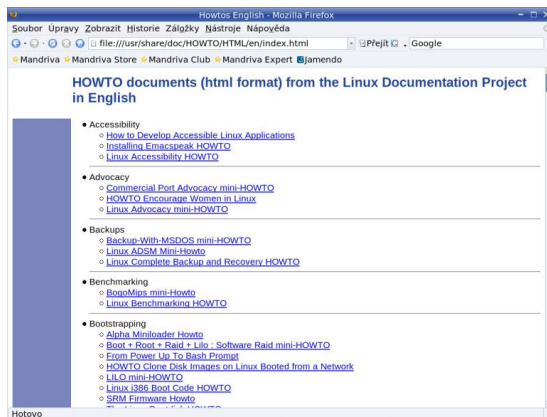 Howtos English - Mozilla Firefox
Soubor Úpravy Zobrazit Historie Záložky Nástroje Nápověda
file:///usr/share/doc/HOWTO/HTML/en/index.html Přejít Google
Mandriva Mandriva Store Mandriva Club Mandriva Expert Jamendo
HOWTO documents (html format) from the Linux Documentation Project
in English
Accessibility
How to Develop Accessible Linux Applications
Installing Emacspeak HOWTO
Linux Accessibility HOWTO
Advocacy
Commercial Port Advocacy mini-HOWTO
HOWTO Encourage Women in Linux
Linux Advocacy mini-HOWTO
Backups
Backup-With-MSDOS mini-HOWTO
Linux ADSM Mini-Howto
Linux Complete Backup and Recovery HOWTO
Benchmarking
BogoMips mini-Howto
Linux Benchmarking HOWTO
Bootstrapping
Alpha Miniloader Howto
Boot + Root + Raid + Lilo : Software Raid mini-HOWTO
From Power Up To Bash Prompt
HOWTO Clone Disk Images on Linux Booted from a Network
LILO mini-HOWTO
Linux i386 Boot Code HOWTO
SRM Firmware Howto
Hotovo